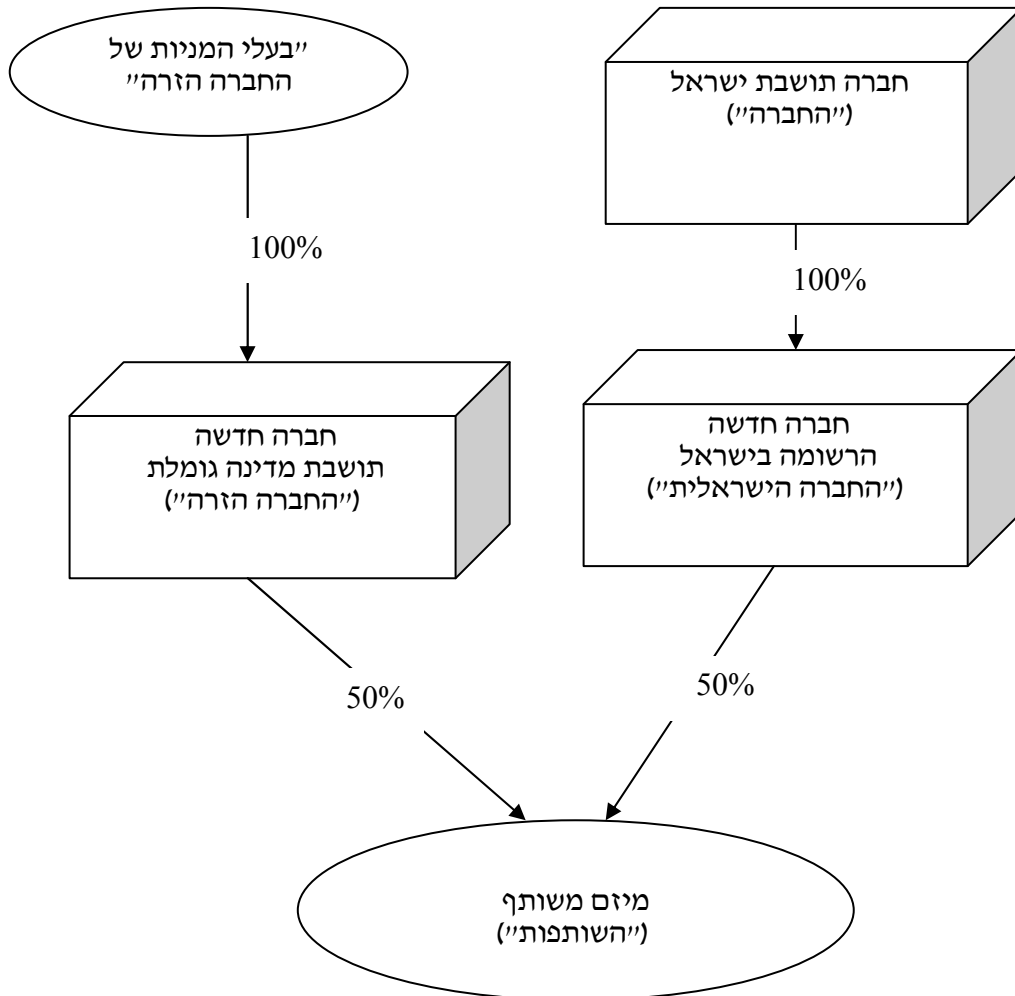 ״בעלי המניות של
החברה הזרה״
חברה תושבת ישראל
(״החברה״)
100%
100%
חברה חדשה
תושבת מדינה גומלת
(״החברה הזרה״)
חברה חדשה
הרשומה בישראל
(״החברה הישראלית״)
50%
50%
מיזם משותף
(״השותפות״)